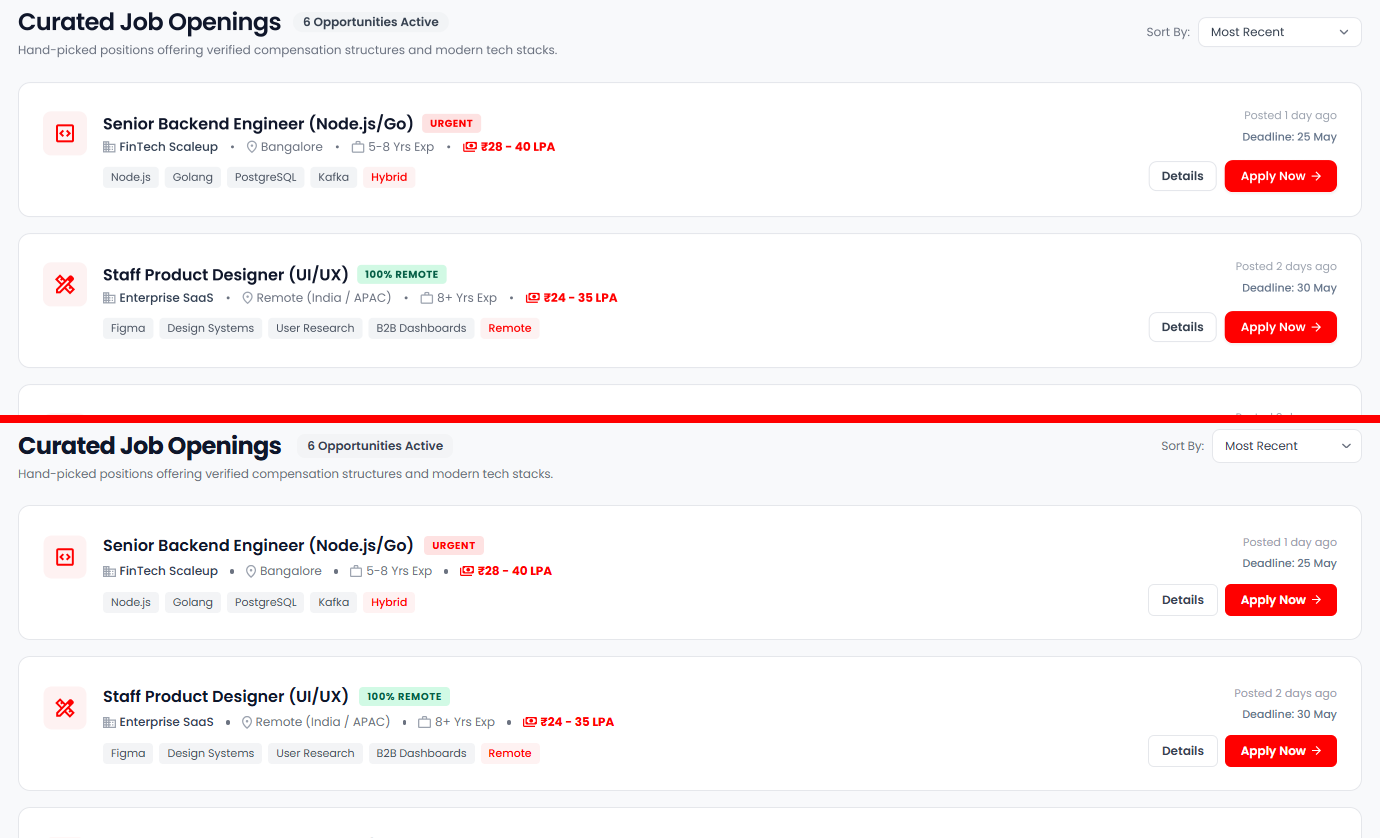 Curated Job Openings 6 Opportunities Active
Sort By: Most Recent
Hand-picked positions offering verified compensation structures and modern tech stacks.
Senior Backend Engineer (Node.js/Go) URGENT
Posted 1 day ago
FinTech Scaleup • Bangalore • 5-8 Yrs Exp • ₹28 - 40 LPA
Deadline: 25 May
Node.js Golang PostgreSQL Kafka Hybrid
Details Apply Now →
Staff Product Designer (UI/UX) 100% REMOTE
Posted 2 days ago
Enterprise SaaS • Remote (India / APAC) • 8+ Yrs Exp • ₹24 - 35 LPA
Deadline: 30 May
Figma Design Systems User Research B2B Dashboards Remote
Details Apply Now →
Curated Job Openings 6 Opportunities Active
Sort By: Most Recent
Hand-picked positions offering verified compensation structures and modern tech stacks.
Senior Backend Engineer (Node.js/Go) URGENT
Posted 1 day ago
FinTech Scaleup • Bangalore • 5-8 Yrs Exp • ₹28 - 40 LPA
Deadline: 25 May
Node.js Golang PostgreSQL Kafka Hybrid
Details Apply Now →
Staff Product Designer (UI/UX) 100% REMOTE
Posted 2 days ago
Enterprise SaaS • Remote (India / APAC) • 8+ Yrs Exp • ₹24 - 35 LPA
Deadline: 30 May
Figma Design Systems User Research B2B Dashboards Remote
Details Apply Now →